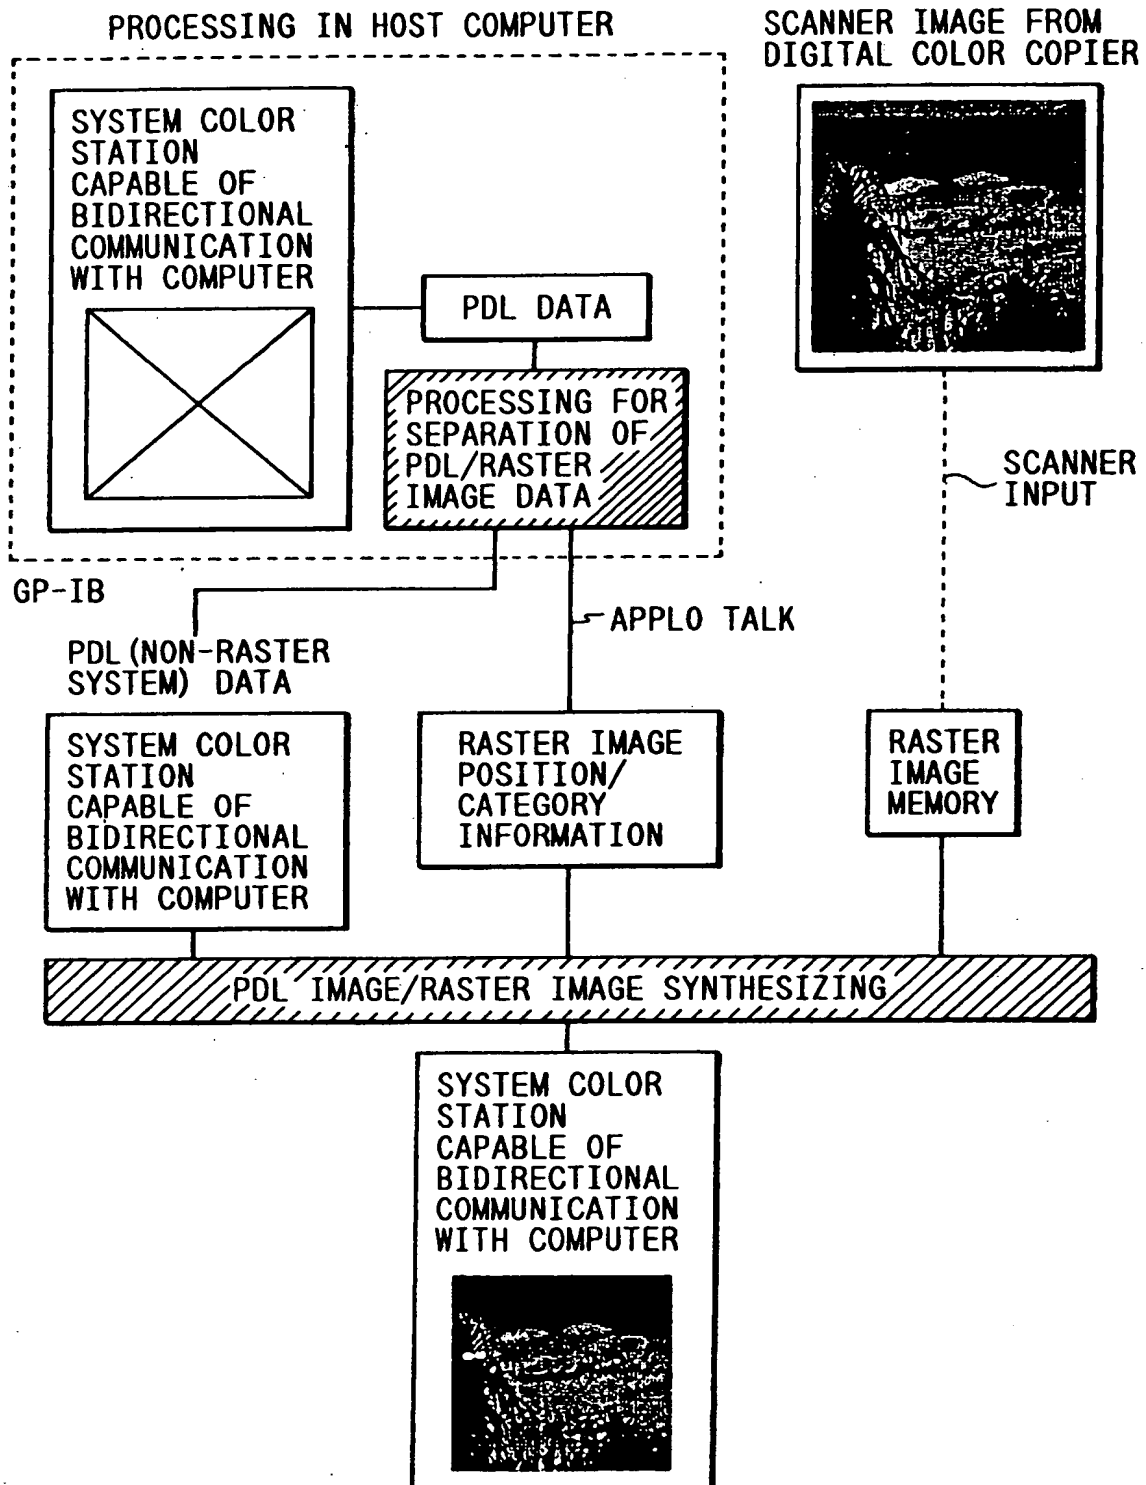 PROCESSING IN HOST COMPUTER
SCANNER IMAGE FROM
DIGITAL COLOR COPIER
SYSTEM COLOR
STATION
CAPABLE OF
BIDIRECTIONAL
COMMUNICATION
WITH COMPUTER
PDL DATA
PROCESSING FOR
SEPARATION OF
PDL/RASTER
IMAGE DATA
SCANNER
INPUT
GP-IB
APPLO TALK
PDL (NON-RASTER
SYSTEM) DATA
SYSTEM COLOR
STATION
CAPABLE OF
BIDIRECTIONAL
COMMUNICATION
WITH COMPUTER
RASTER IMAGE
POSITION/
CATEGORY
INFORMATION
RASTER
IMAGE
MEMORY
PDL IMAGE/RASTER IMAGE SYNTHESIZING
SYSTEM COLOR
STATION
CAPABLE OF
BIDIRECTIONAL
COMMUNICATION
WITH COMPUTER